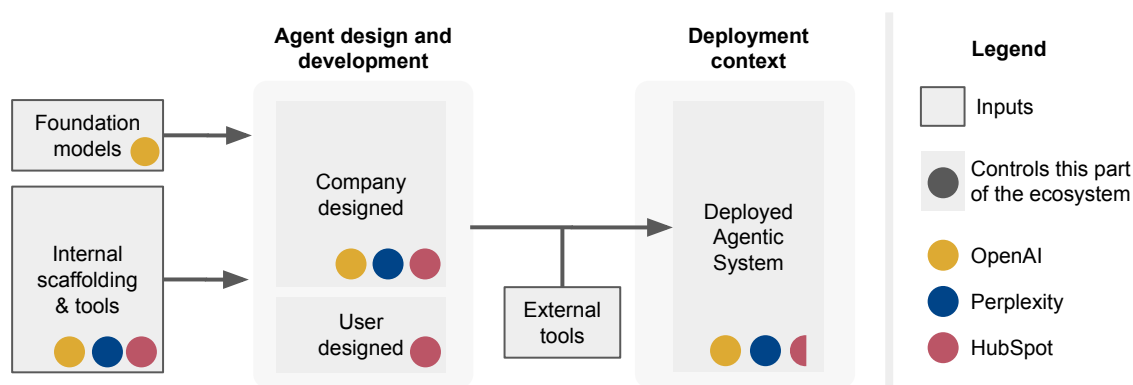 Agent design and
development
Deployment
context
Legend
Foundation
models
Internal
scaffolding
& tools
Company
designed
User
designed
External
tools
Deployed
Agentic
System
Inputs
Controls this part
of the ecosystem
OpenAI
Perplexity
HubSpot